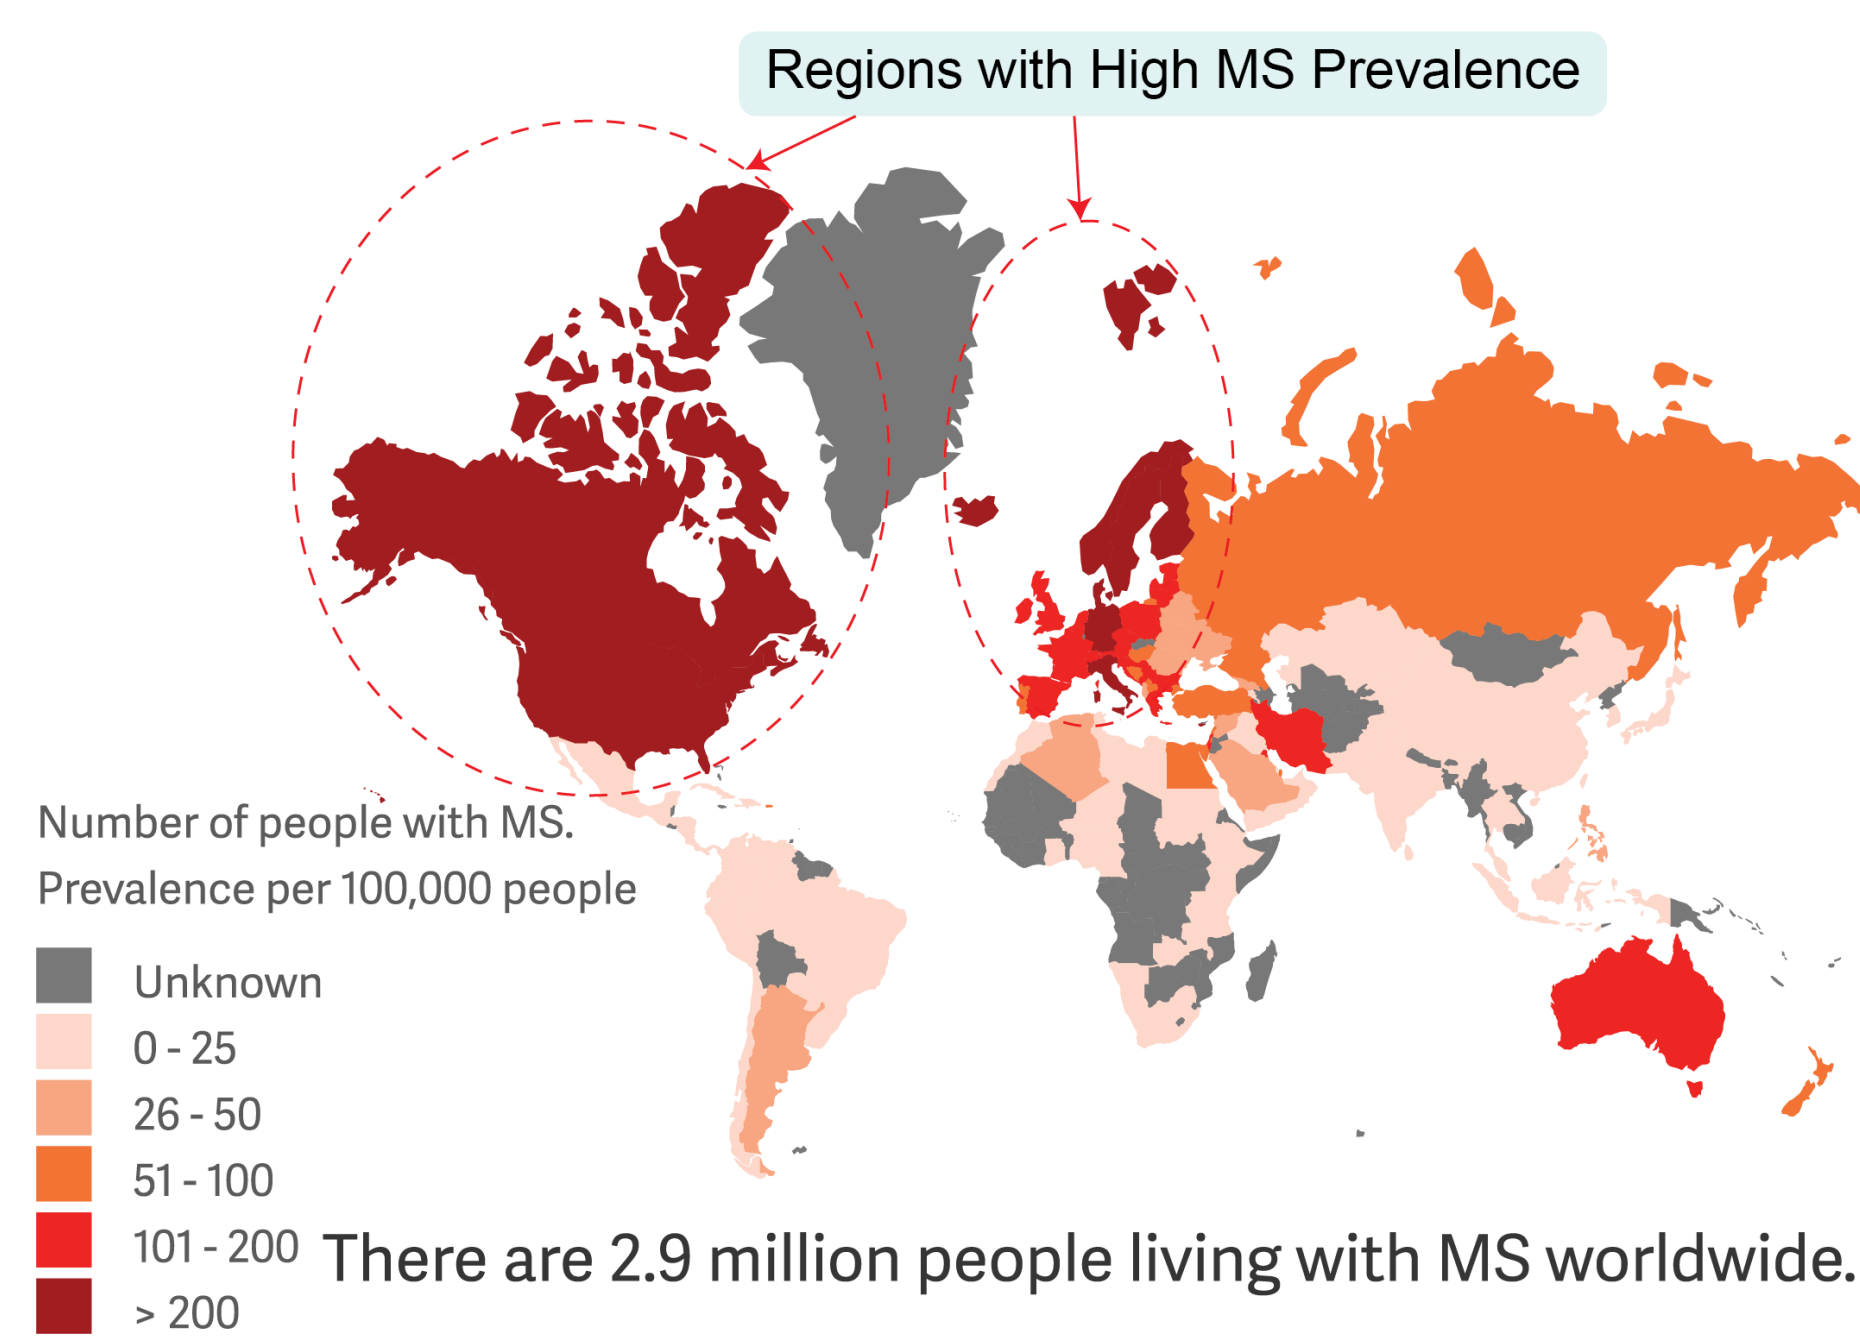 Regions with High MS Prevalence
Number of people with MS.
Prevalence per 100,000 people
Unknown
0 - 25
26 - 50
51 - 100
101 - 200
> 200
There are 2.9 million people living with MS worldwide.